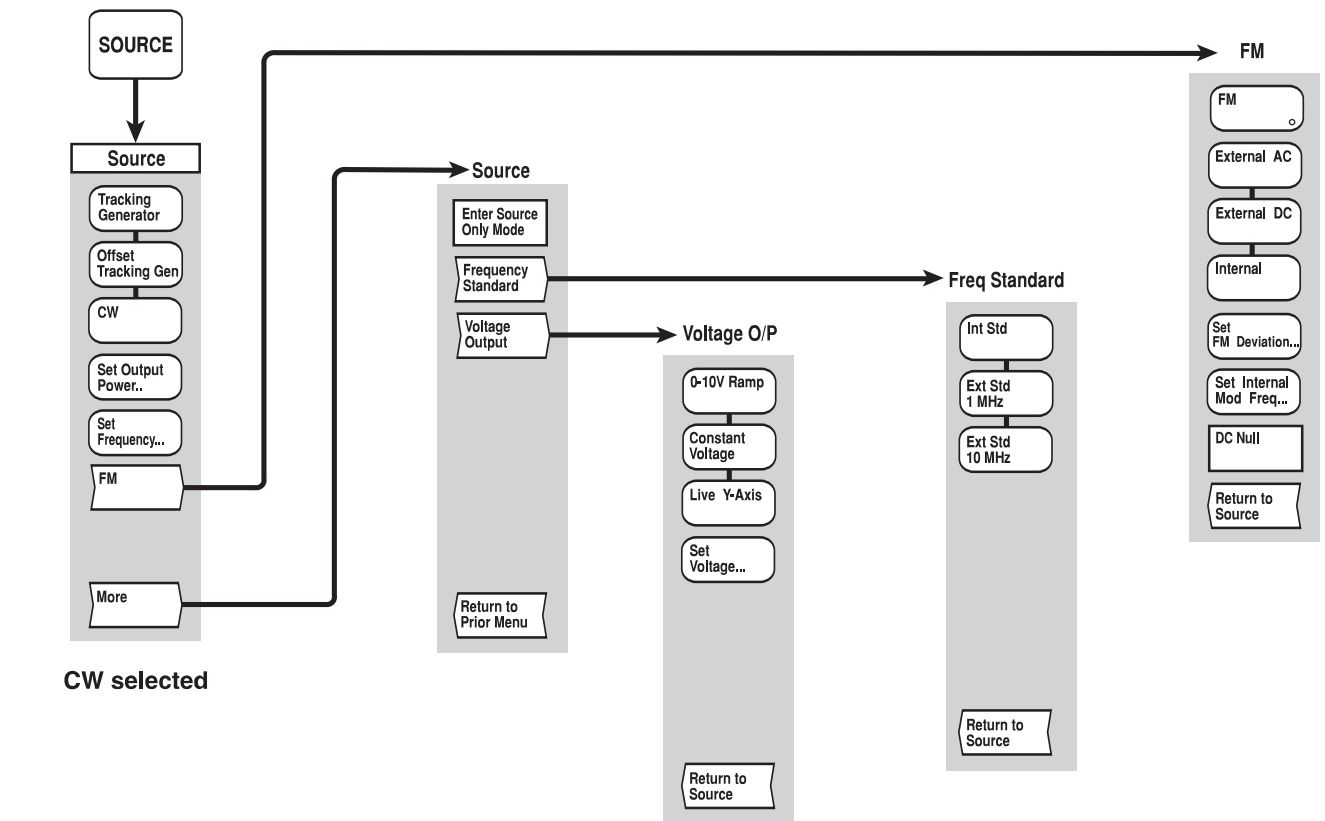 SOURCE
Source
Tracking
Generator
Offset
Tracking Gen
CW
Set Output
Power..
Set
Frequency...
FM
More
CW selected
Source
Enter Source
Only Mode
Frequency
Standard
Voltage
Output
Return to
Prior Menu
Voltage O/P
0-10V Ramp
Constant
Voltage
Live Y-Axis
Set
Voltage...
Return to
Source
Freq Standard
Int Std
Ext Std
1 MHz
Ext Std
10 MHz
Return to
Source
FM
FM
External AC
External DC
Internal
Set
FM Deviation...
Set Internal
Mod Freq...
DC Null
Return to
Source